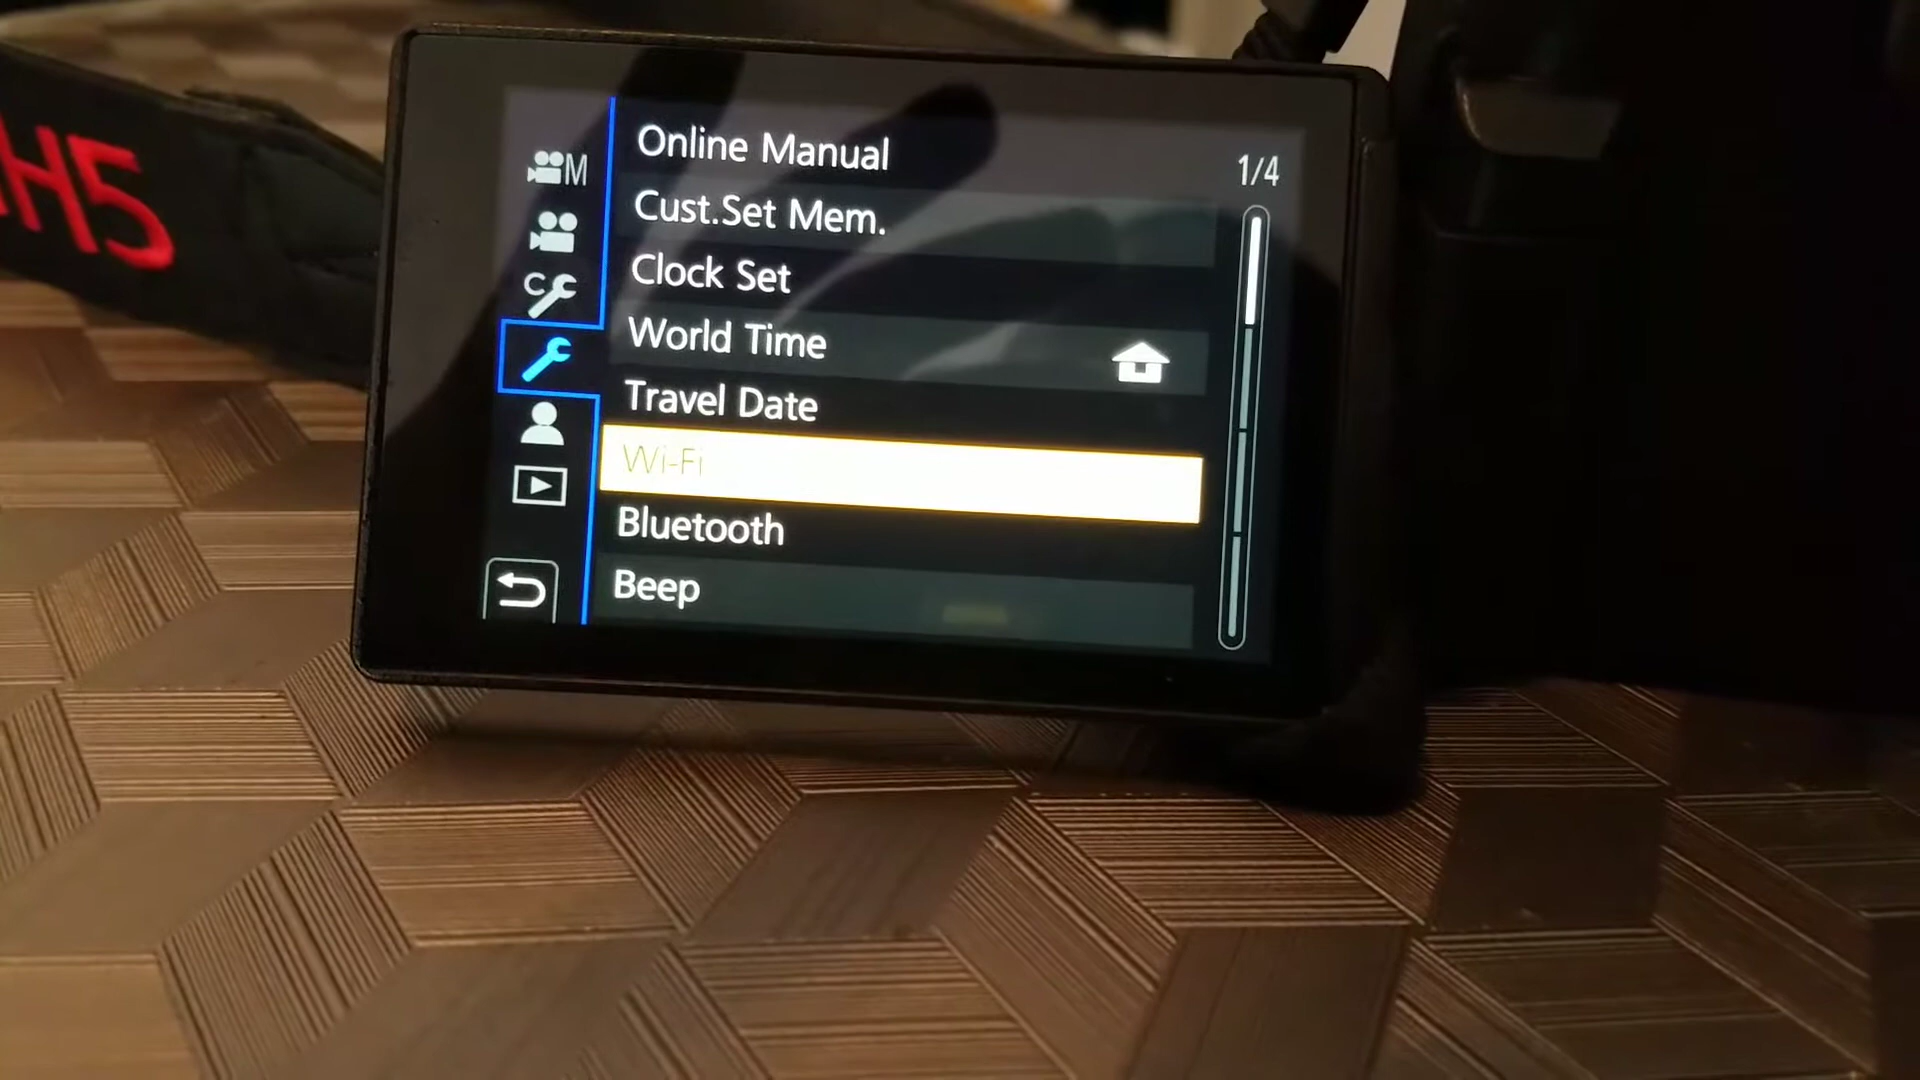 H5
M
Online Manual
1/4
Cust.Set Mem.
C
Clock Set
World Time
Travel Date
Wi-Fi
Bluetooth
Beep